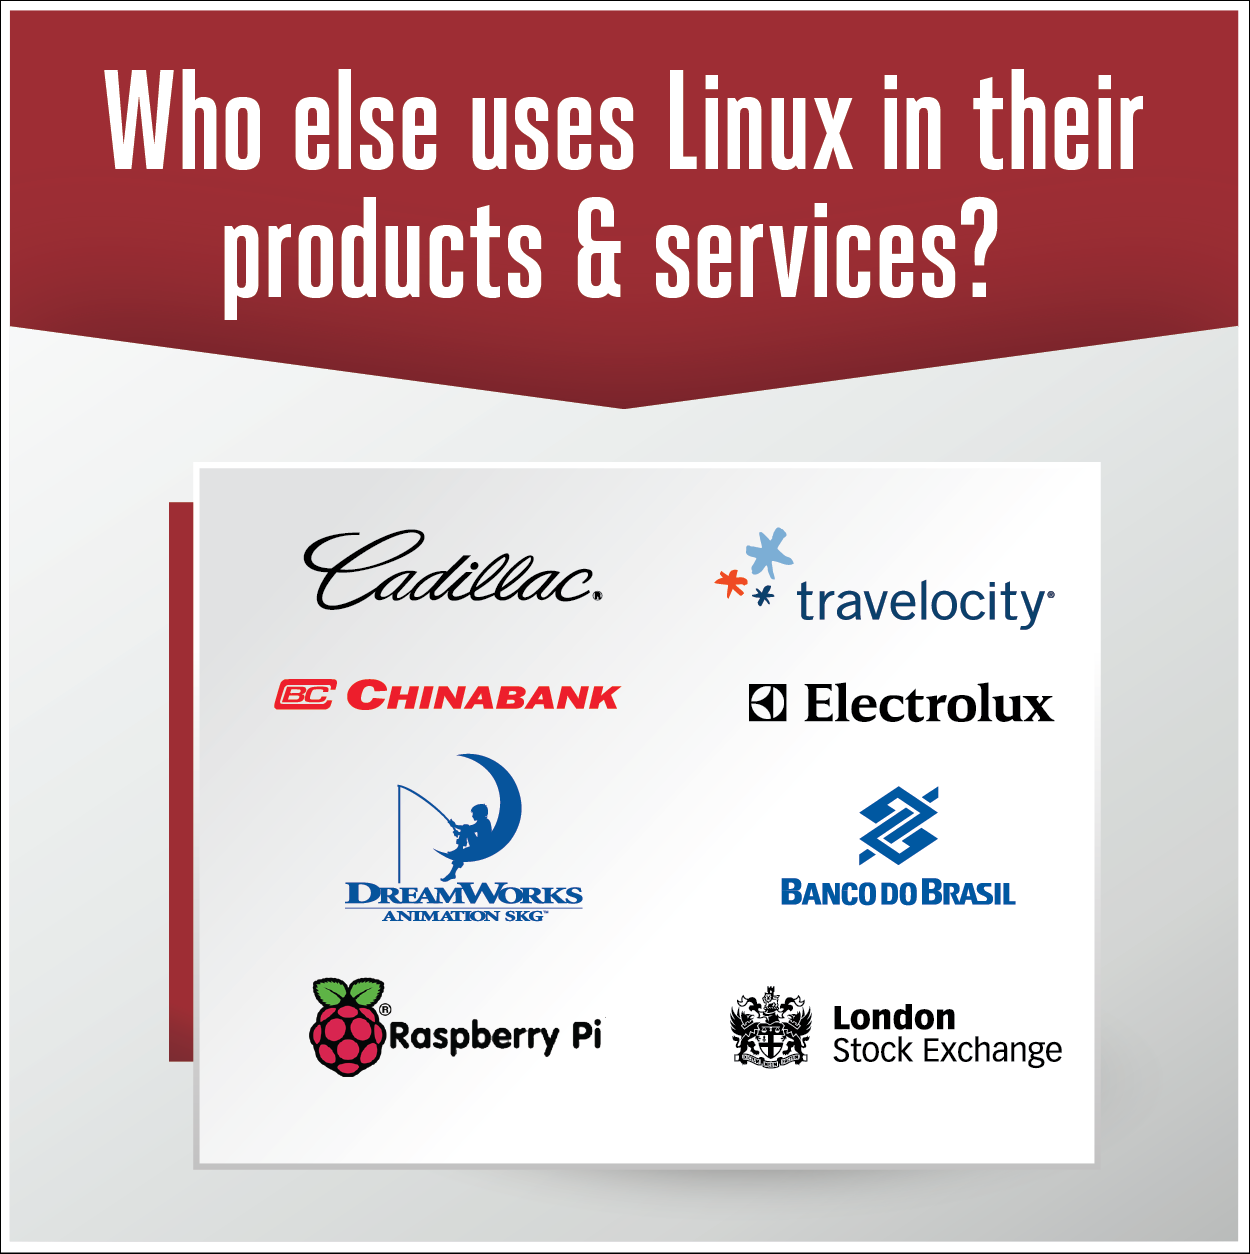 Who else uses Linux in their
products & services?
Cadillac®
travelocity®
BC CHINABANK
Electrolux
DREAMWORKS
ANIMATION SKG™
BANCO DO BRASIL
® Raspberry Pi
London
Stock Exchange